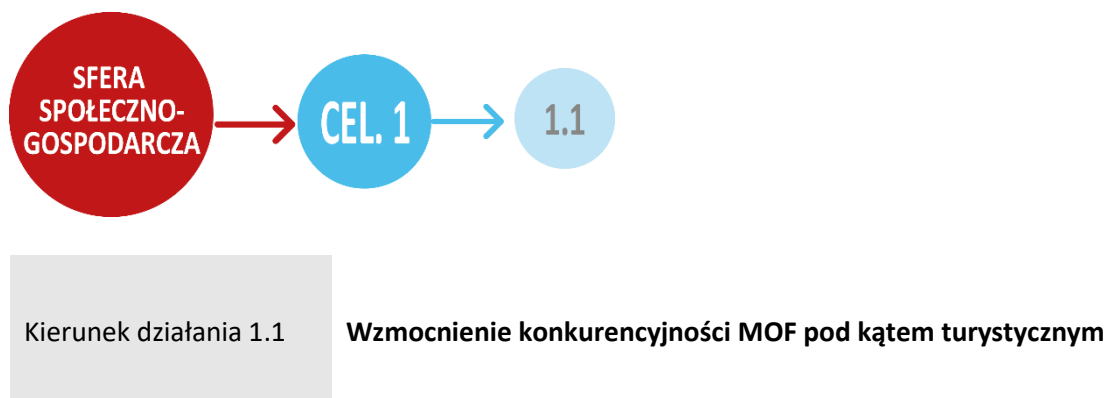 SFERA
SPOŁECZNO-
GOSPODARCZA
CEL. 1
1.1
Kierunek działania 1.1
Wzmocnienie konkurencyjności MOF pod kątem turystycznym